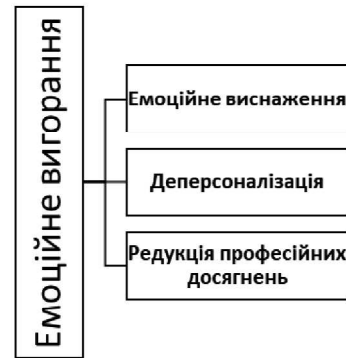 Емоційне вигорання
Емоційне виснаження
Деперсоналізація
Редукція професійних
досягнень